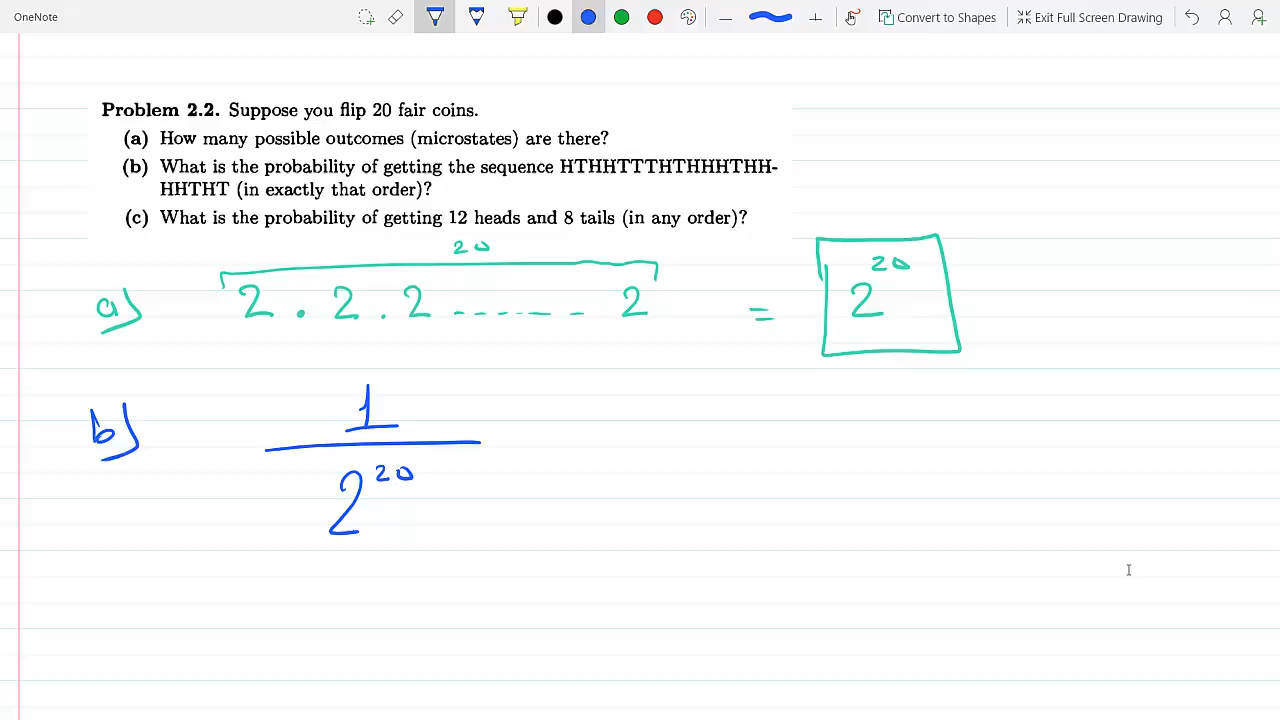 OneNote
Convert to Shapes
Exit Full Screen Drawing
Problem 2.2. Suppose you flip 20 fair coins.
(a) How many possible outcomes (microstates) are there?
(b) What is the probability of getting the sequence HTHHTTTHTHHHTHH-
HHTHT (in exactly that order)?
(c) What is the probability of getting 12 heads and 8 tails (in any order)?
20
a) 2 . 2 . 2 ------ 2 = 2^20
b) 1
2^20